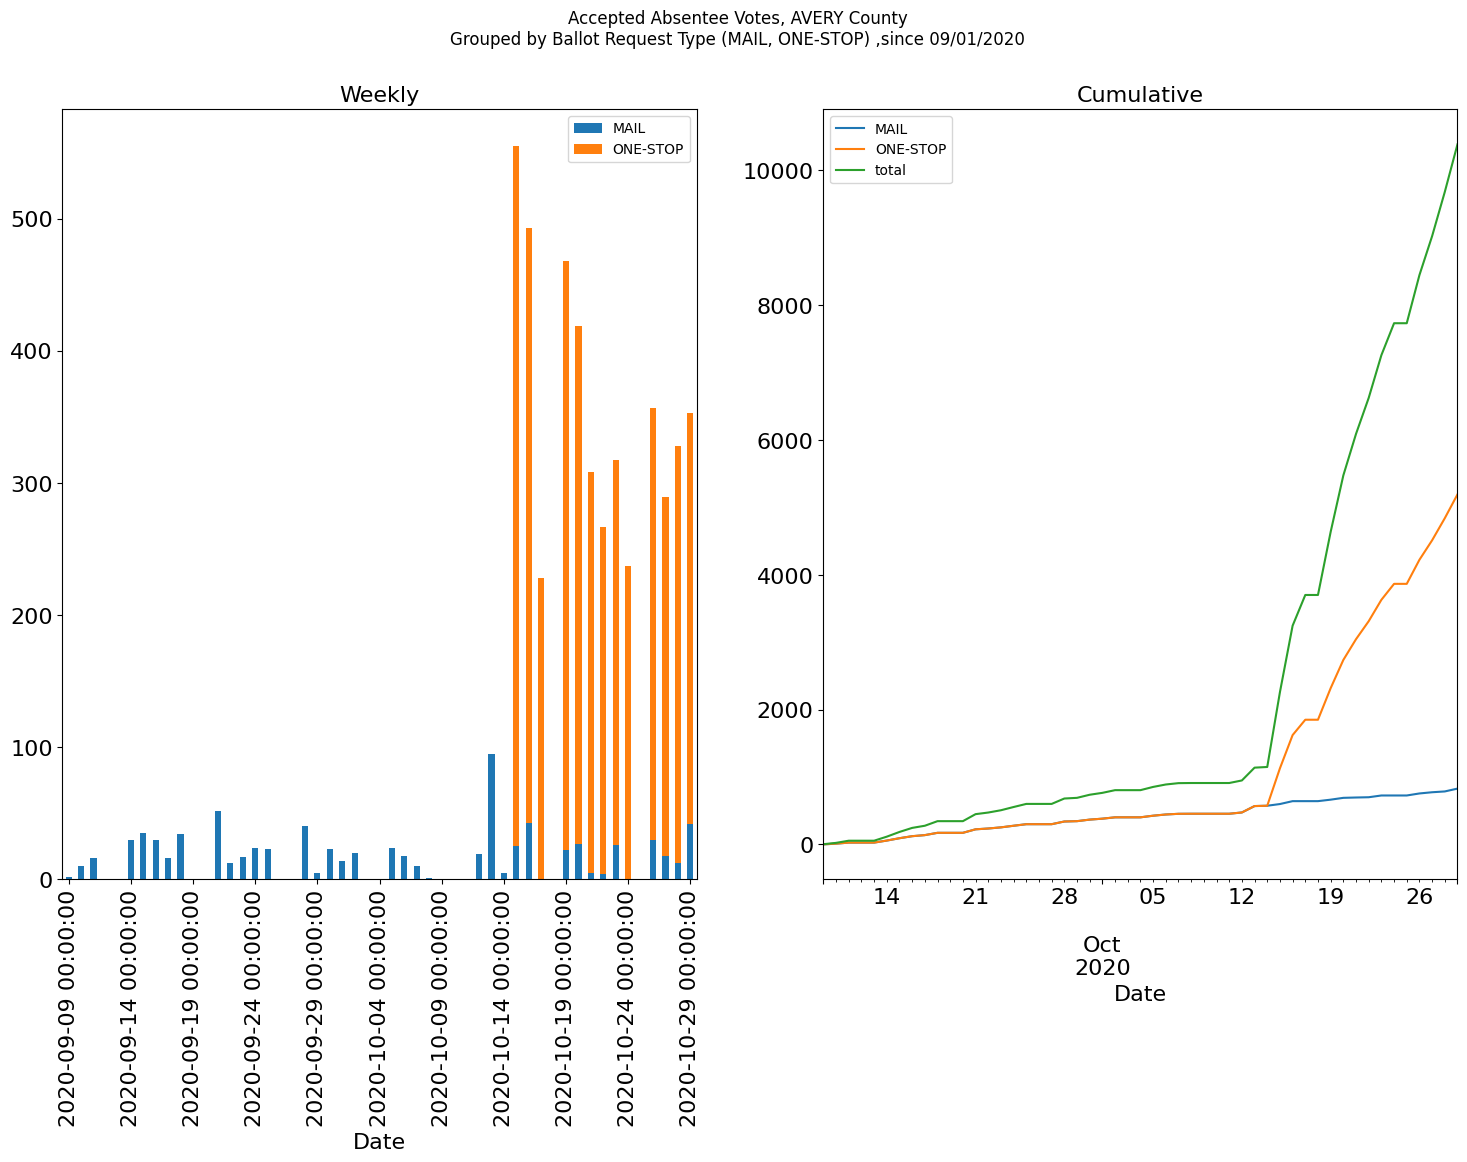 Accepted Absentee Votes, AVERY County
Grouped by Ballot Request Type (MAIL, ONE-STOP) ,since 09/01/2020
Weekly
MAIL
ONE-STOP
500
400
300
200
100
0
2020-09-09 00:00:00
2020-09-14 00:00:00
2020-09-19 00:00:00
2020-09-24 00:00:00
2020-09-29 00:00:00
2020-10-04 00:00:00
2020-10-09 00:00:00
2020-10-14 00:00:00
2020-10-19 00:00:00
2020-10-24 00:00:00
2020-10-29 00:00:00
Date
Cumulative
MAIL
ONE-STOP
total
10000
8000
6000
4000
2000
0
14 21 28 05 12 19 26
Oct
2020
Date